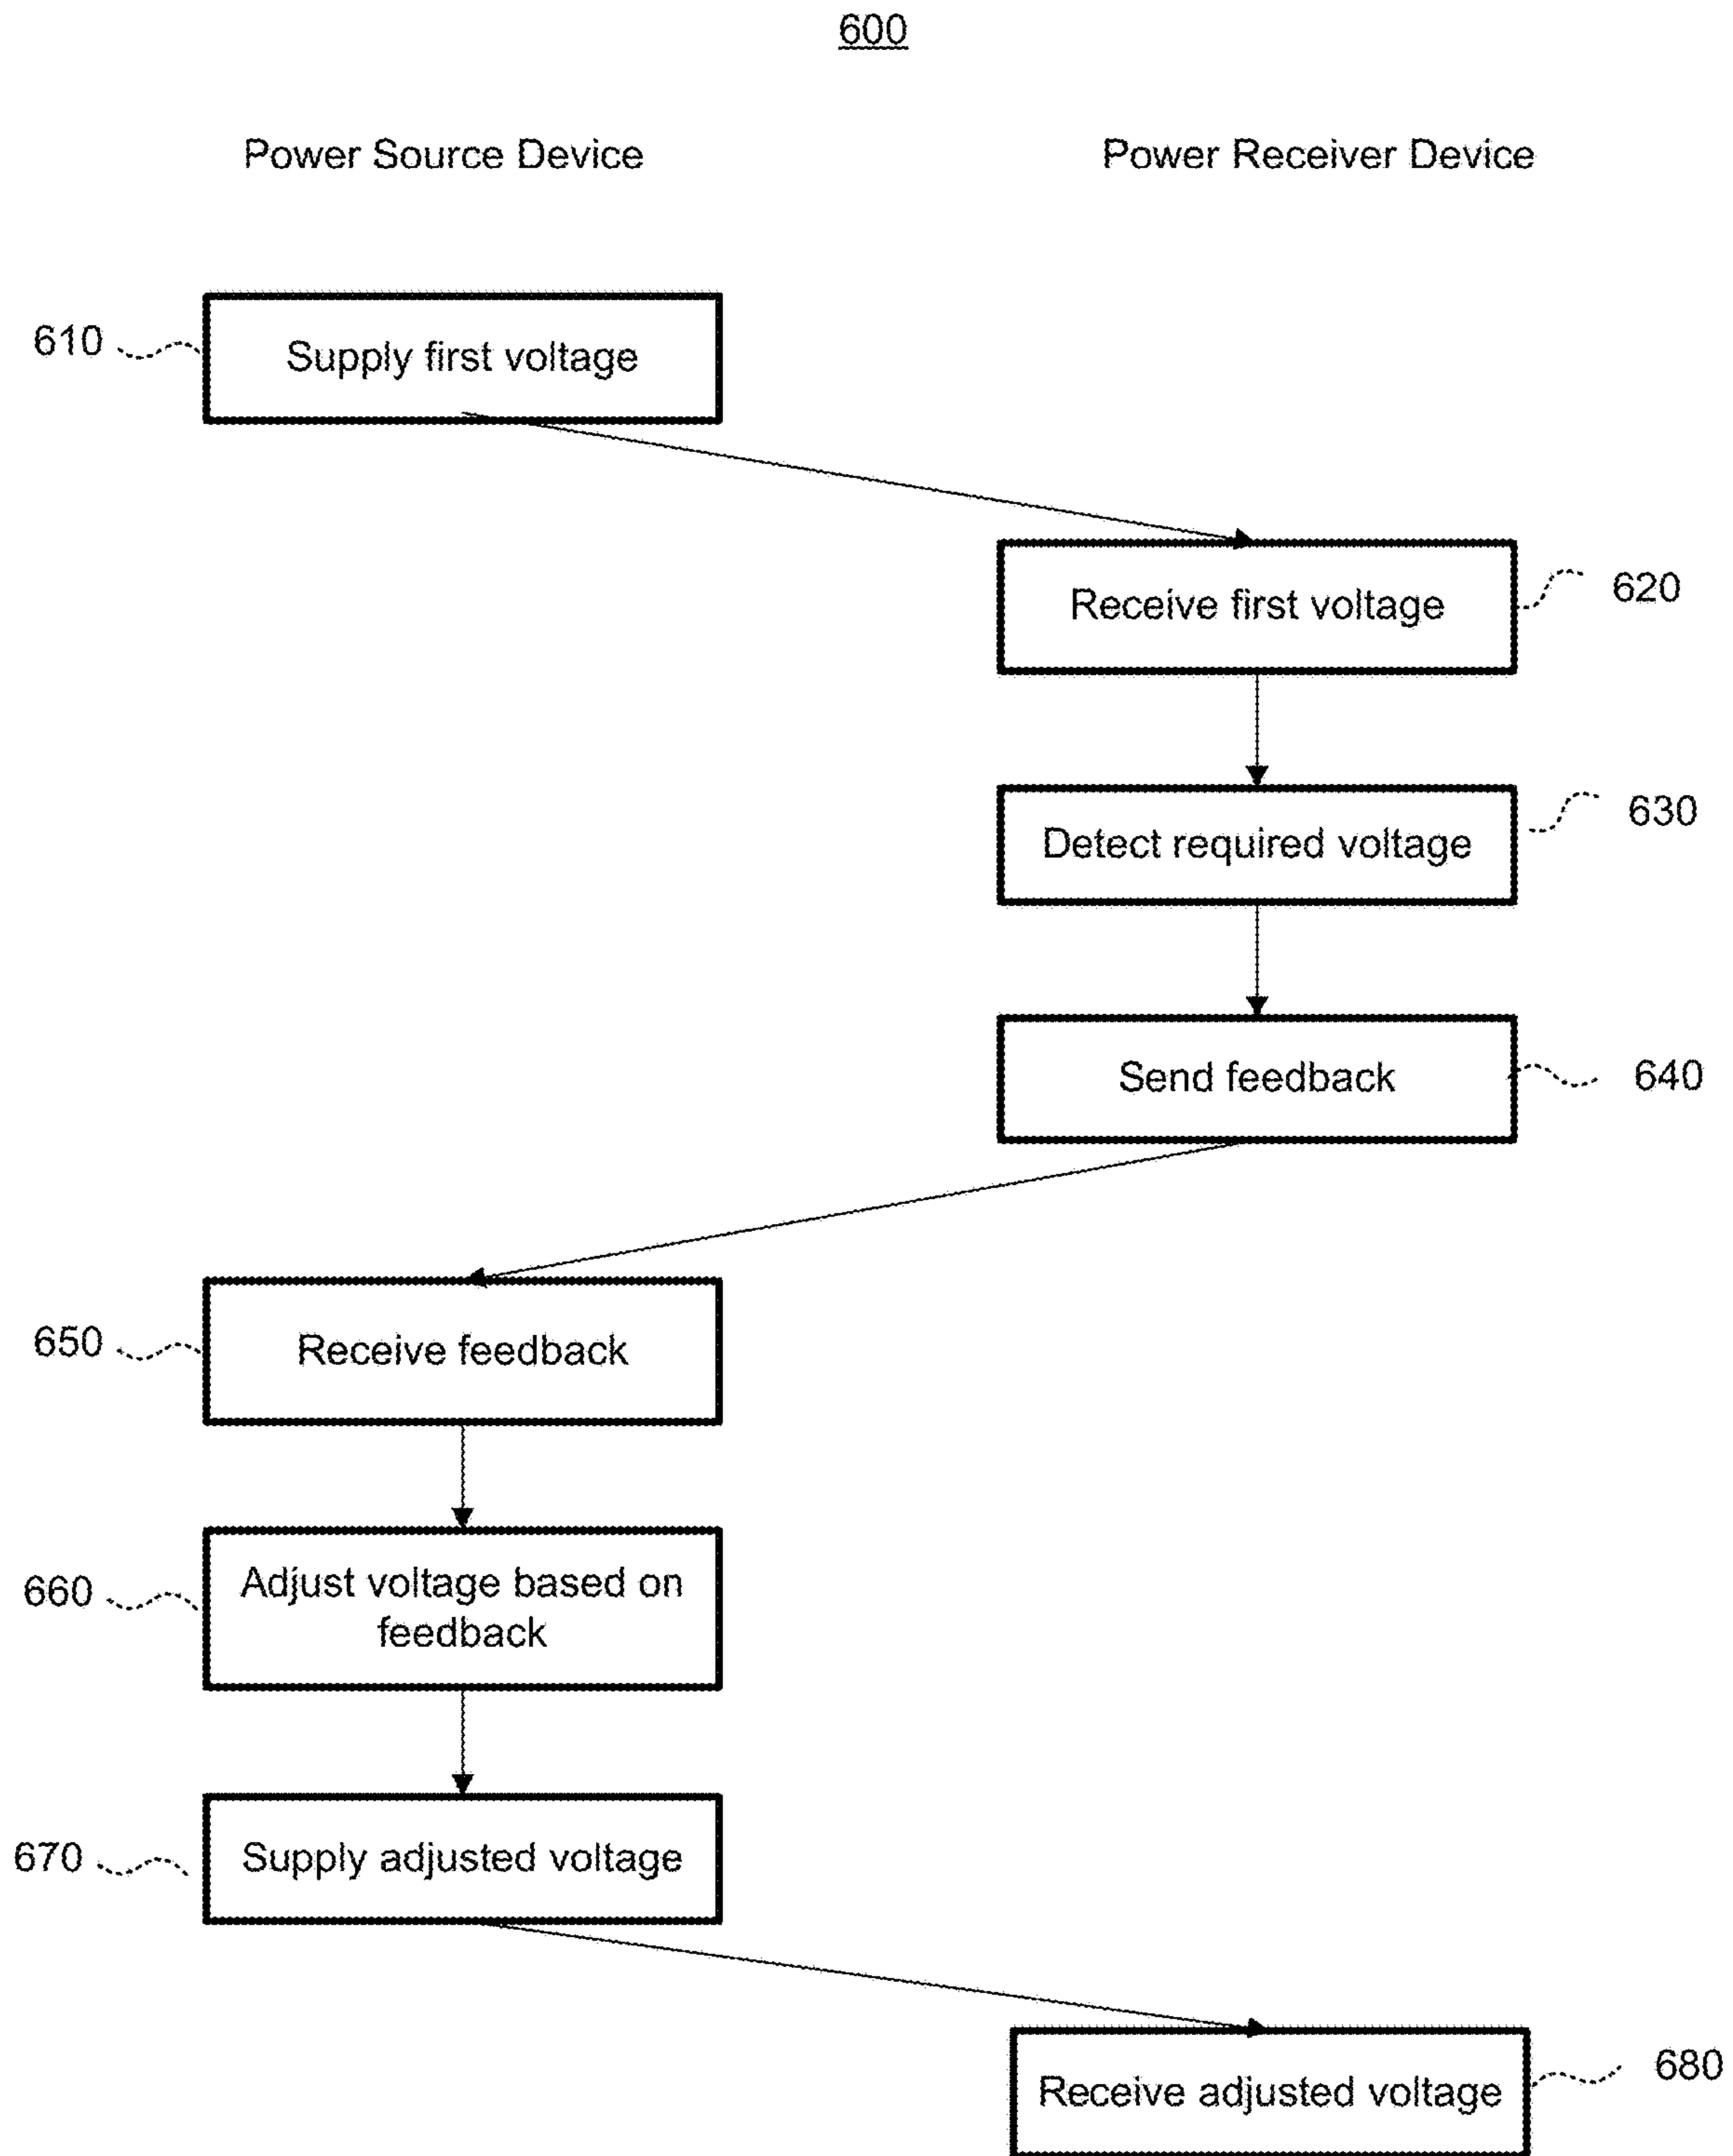 600
Power Source Device
Power Receiver Device
610
Supply first voltage
Receive first voltage
620
Detect required voltage
630
Send feedback
640
650
Receive feedback
660
Adjust voltage based on
feedback
670
Supply adjusted voltage
Receive adjusted voltage
680